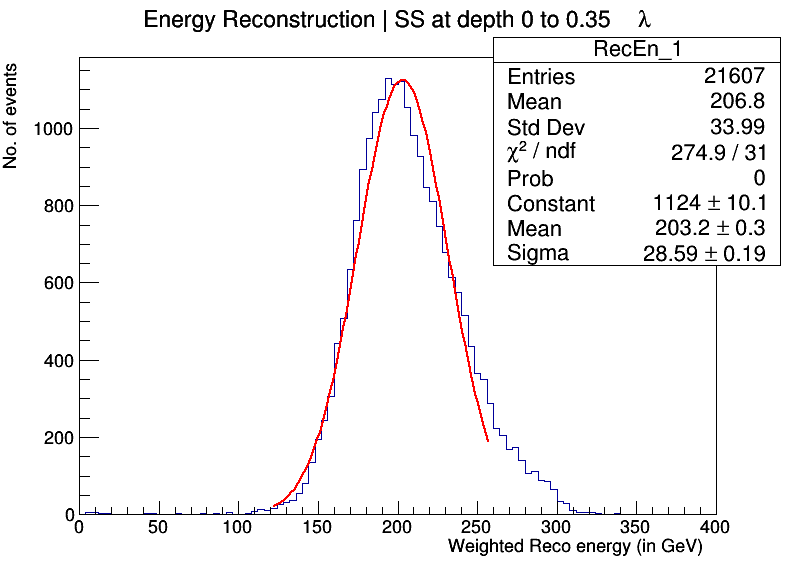 Energy Reconstruction | SS at depth 0 to 0.35 λ
RecEn_1
Entries 21607
Mean 206.8
Std Dev 33.99
χ² / ndf 274.9 / 31
Prob 0
Constant 1124 ± 10.1
Mean 203.2 ± 0.3
Sigma 28.59 ± 0.19
No. of events
1000
800
600
400
200
0
0 50 100 150 200 250 300 350 400
Weighted Reco energy (in GeV)